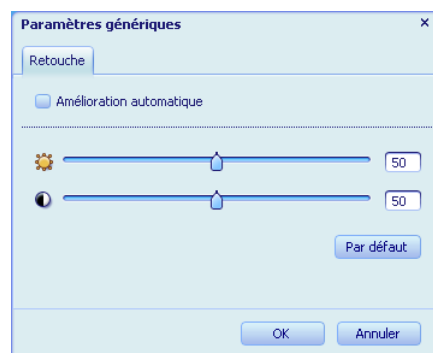 Paramètres génériques
Retouche
Amélioration automatique
50
50
Par défaut
OK Annuler